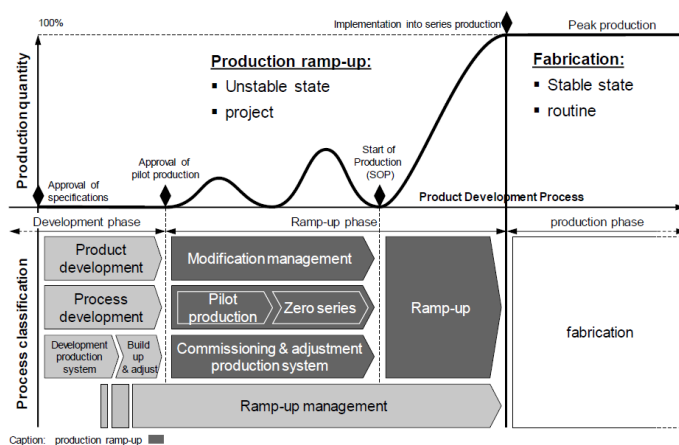 Implementation into series production
100%
Peak production
Production quantity
Production ramp-up:
▪ Unstable state
▪ project
Fabrication:
▪ Stable state
▪ routine
Approval of
specifications
Approval of
pilot production
Start of
Production
(SOP)
Product Development Process
Development phase
Ramp-up phase
production phase
Process classification
Product
development
Modification management
Process
development
Pilot
production
Zero series
Ramp-up
fabrication
Development
production
system
Build
up
& adjust
Commissioning & adjustment
production system
Ramp-up management
Caption: production ramp-up